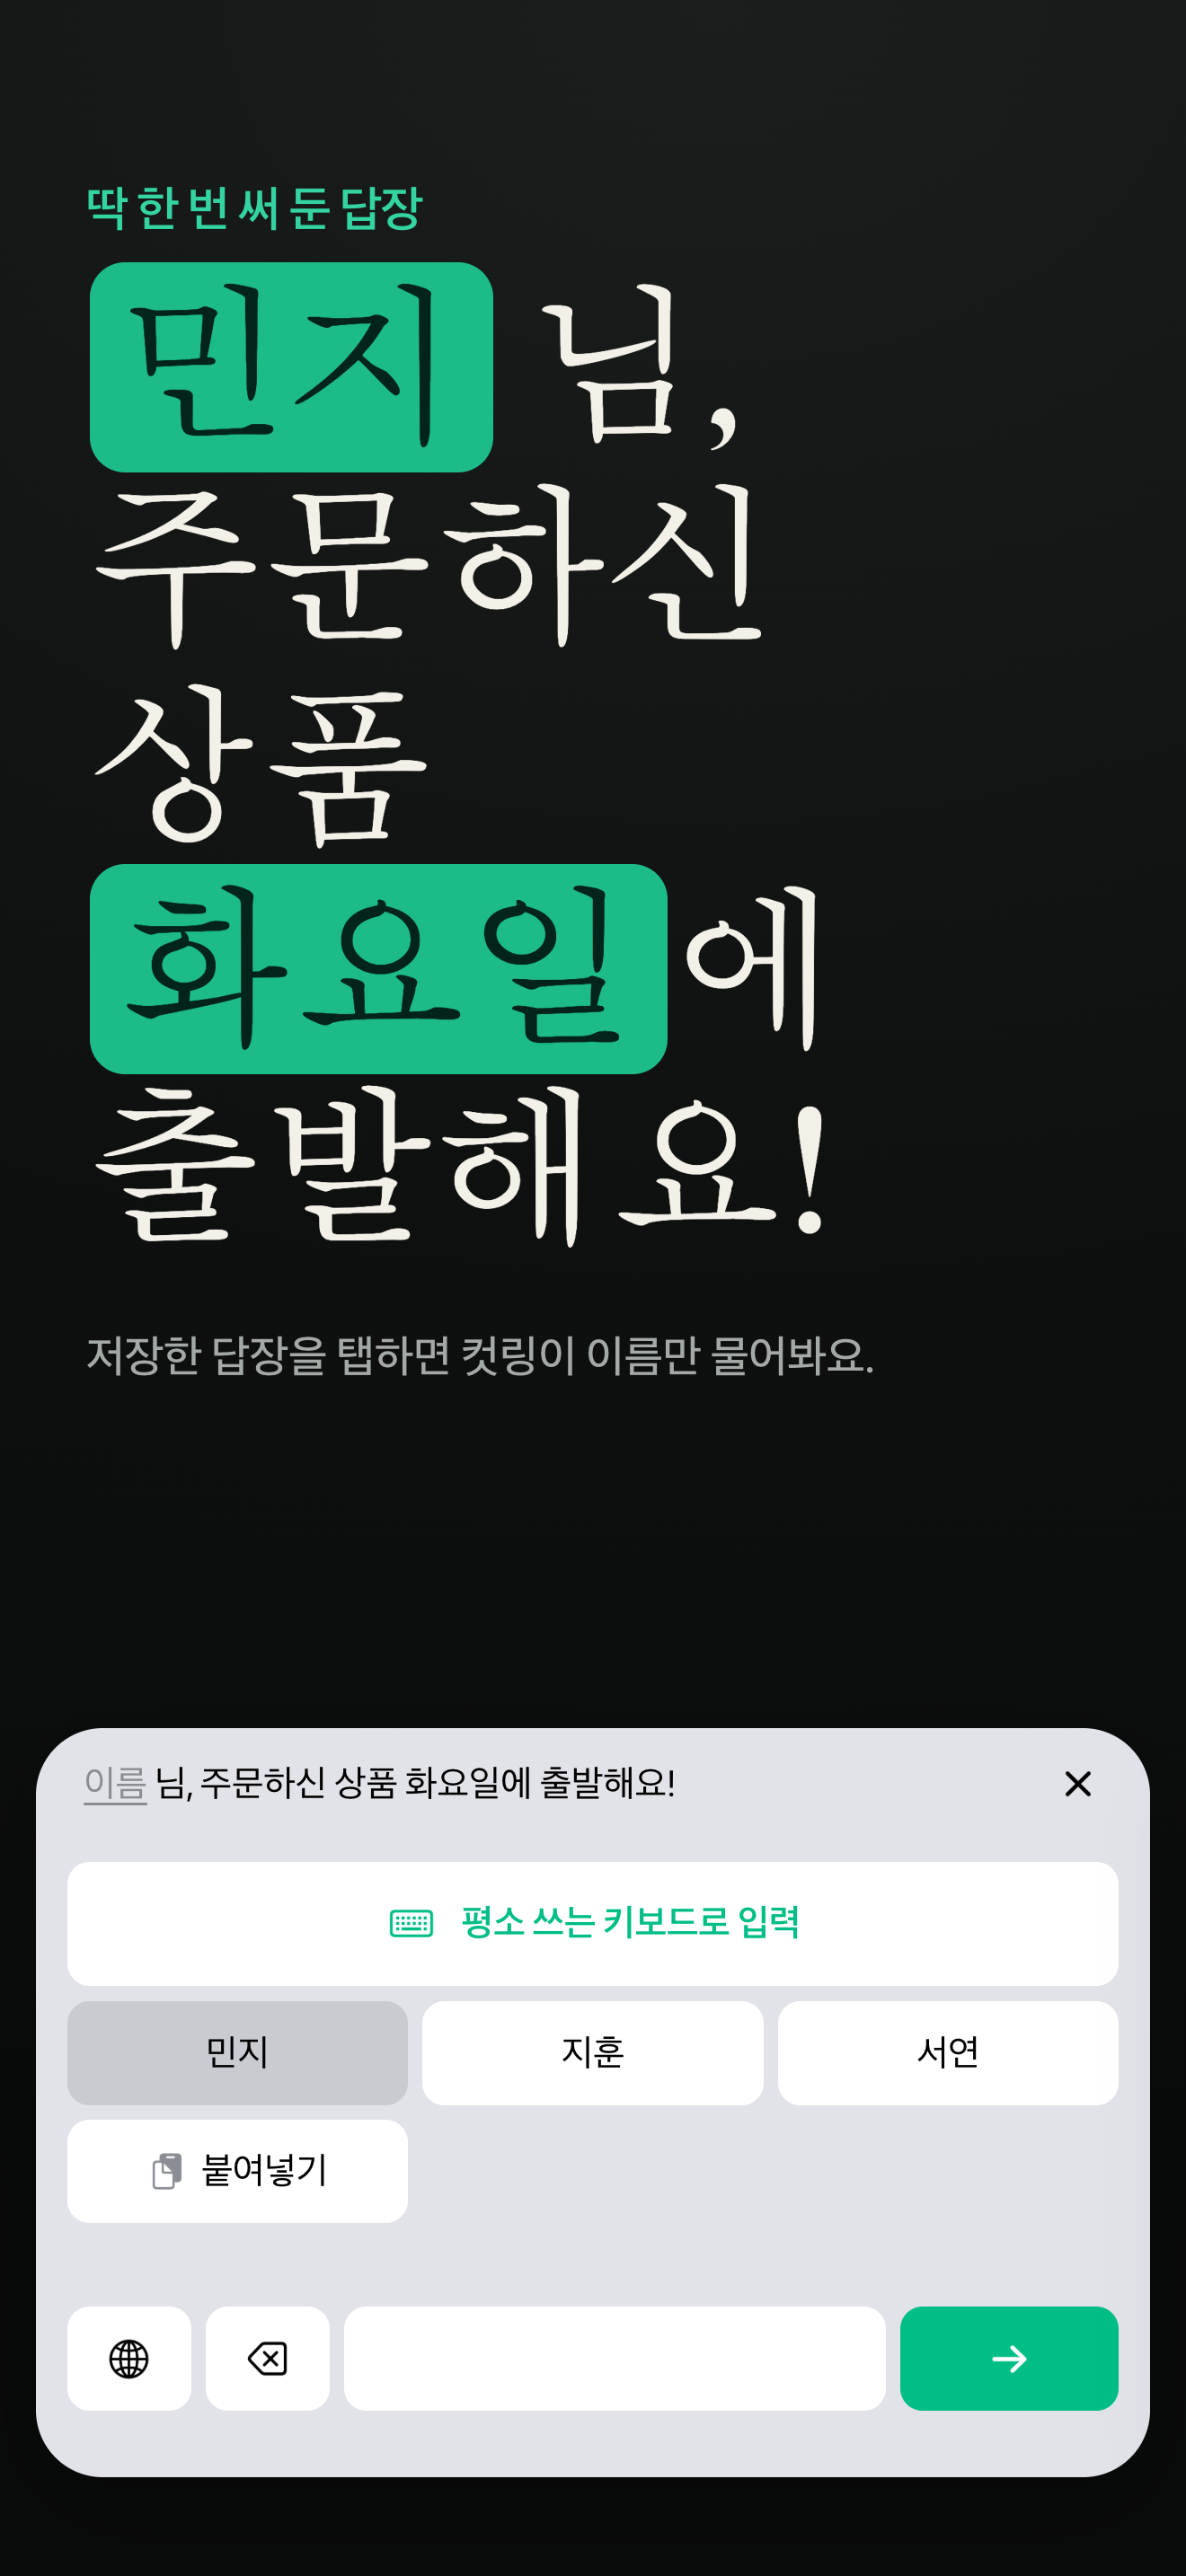 딱 한 번 써 둔 답장
민지 님,
주문하신
상품
화요일에
출발해요!
저장한 답장을 탭하면 컷링이 이름만 물어봐요.
이름 님, 주문하신 상품 화요일에 출발해요!
평소 쓰는 키보드로 입력
민지 지훈 서연
붙여넣기